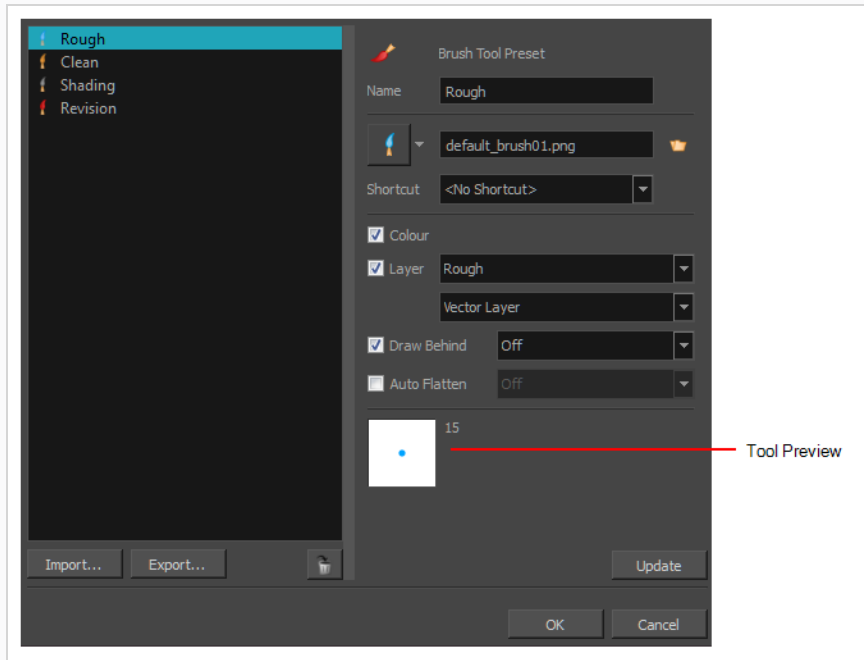 Rough
Clean
Shading
Revision
Import...
Export...
Brush Tool Preset
Name
Rough
default_brush01.png
Shortcut
<No Shortcut>
Colour
Layer
Rough
Vector Layer
Draw Behind
Off
Auto Flatten
Off
15
Tool Preview
Update
OK
Cancel